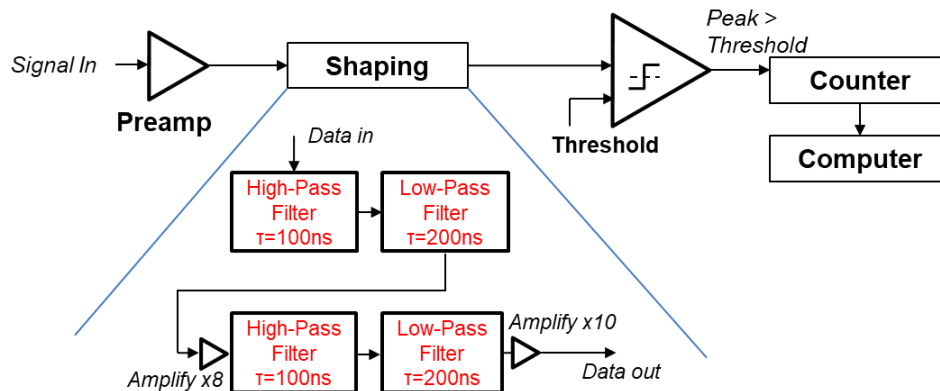 Signal In
Preamp
Shaping
Threshold
Peak >
Threshold
Counter
Computer
Data in
High-Pass
Filter
τ=100ns
Low-Pass
Filter
τ=200ns
Amplify x8
High-Pass
Filter
τ=100ns
Low-Pass
Filter
τ=200ns
Amplify x10
Data out